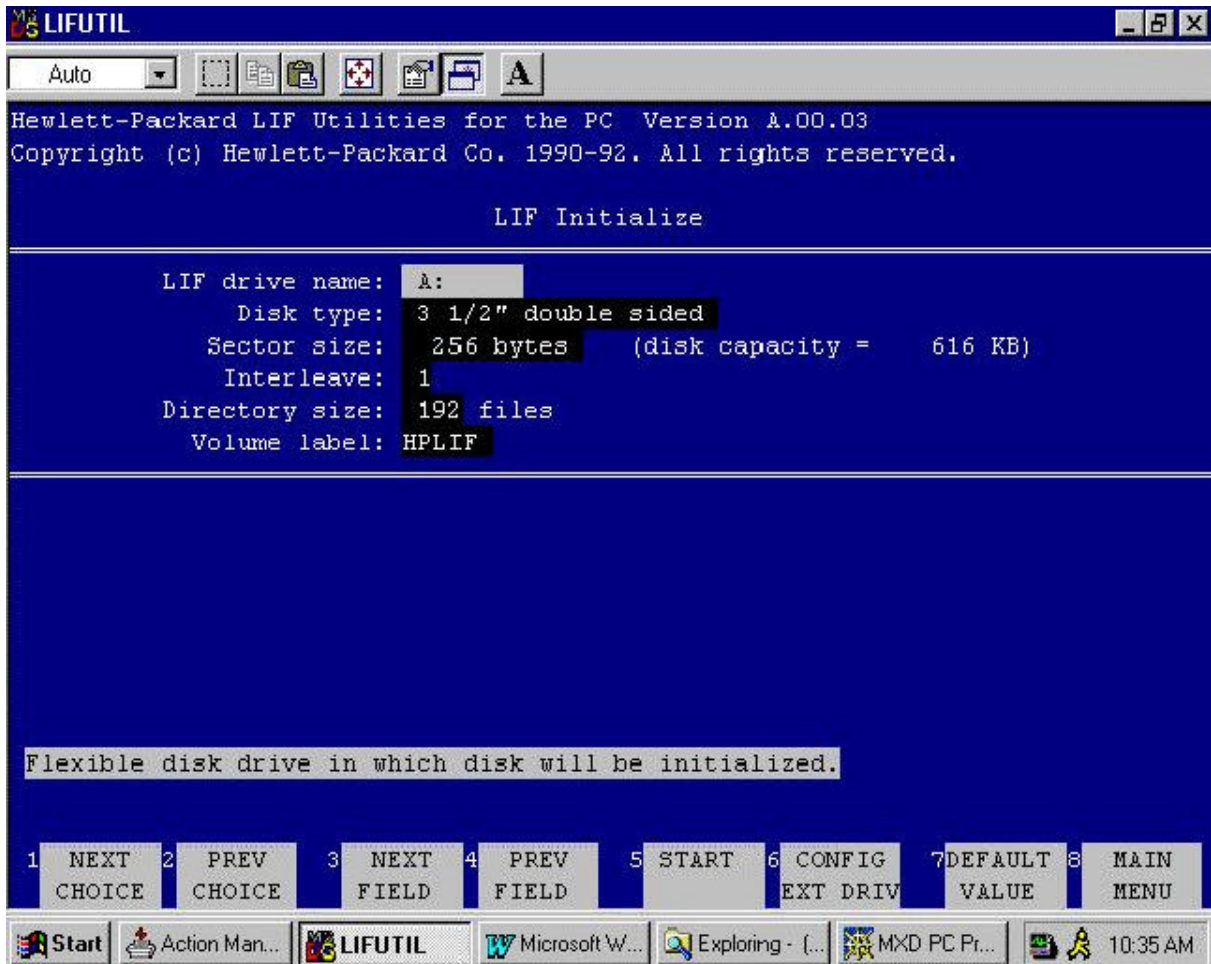 LIFUTIL
Auto
A
Hewlett-Packard LIF Utilities for the PC  Version A.00.03
Copyright (c) Hewlett-Packard Co. 1990-92. All rights reserved.
LIF Initialize
LIF drive name: A:
Disk type: 3 1/2" double sided
Sector size: 256 bytes (disk capacity = 616 KB)
Interleave: 1
Directory size: 192 files
Volume label: HPLIF
Flexible disk drive in which disk will be initialized.
1 NEXT 2 PREV 3 NEXT 4 PREV 5 START 6 CONFIG 7 DEFAULT 8 MAIN
CHOICE CHOICE FIELD FIELD EXT DRIV VALUE MENU
Start Action Man... LIFUTIL Microsoft W... Exploring - (... MXD PC Pr... 10:35 AM